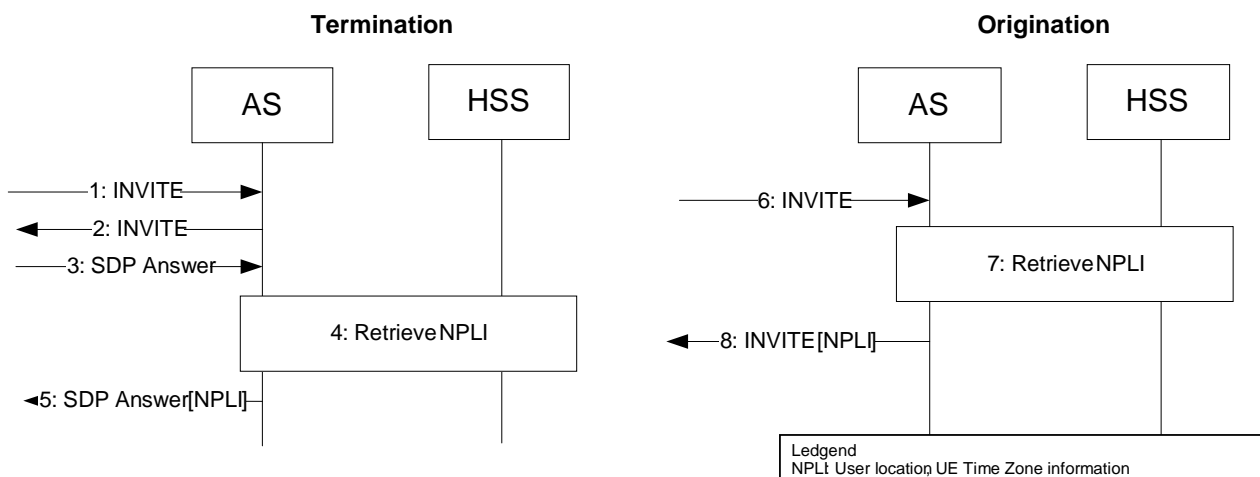 Termination
AS
HSS
1: INVITE
2: INVITE
3: SDP Answer
4: Retrieve NPLI
5: SDP Answer[NPLI]
Origination
AS
HSS
6: INVITE
7: Retrieve NPLI
8: INVITE[NPLI]
Ledgend
NPLI: User location, UE Time Zone information